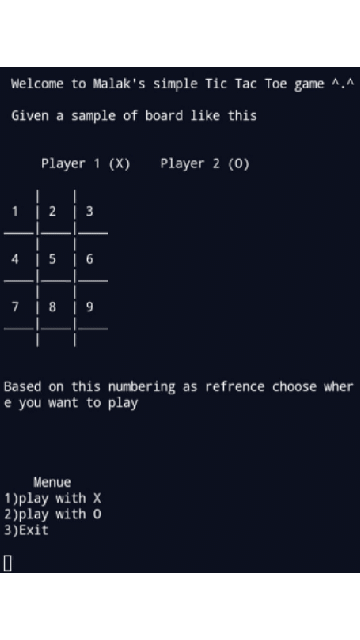 Welcome to Malak's simple Tic Tac Toe game ^.^
Given a sample of board like this
Player 1 (X)    Player 2 (O)
1 | 2 | 3
4 | 5 | 6
7 | 8 | 9
Based on this numbering as refrence choose wher
e you want to play
Menue
1)play with X
2)play with O
3)Exit